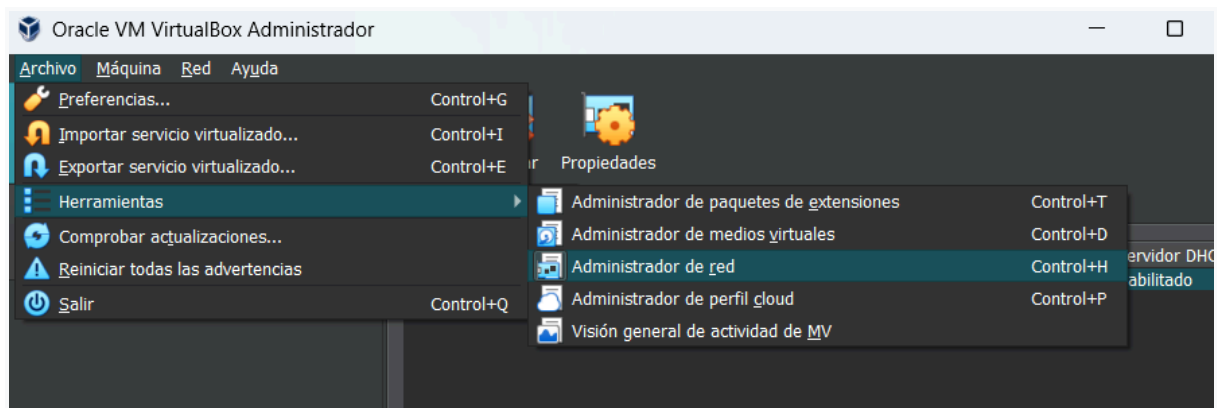 Oracle VM VirtualBox Administrador
Archivo Máquina Red Ayuda
Preferencias... Control+G
Importar servicio virtualizado... Control+I
Exportar servicio virtualizado... Control+E
Propiedades
Herramientas
Administrador de paquetes de extensiones Control+T
Comprobar actualizaciones...
Administrador de medios virtuales Control+D
Reiniciar todas las advertencias
Administrador de red Control+H
Salir Control+Q
Administrador de perfil cloud Control+P
Visión general de actividad de MV